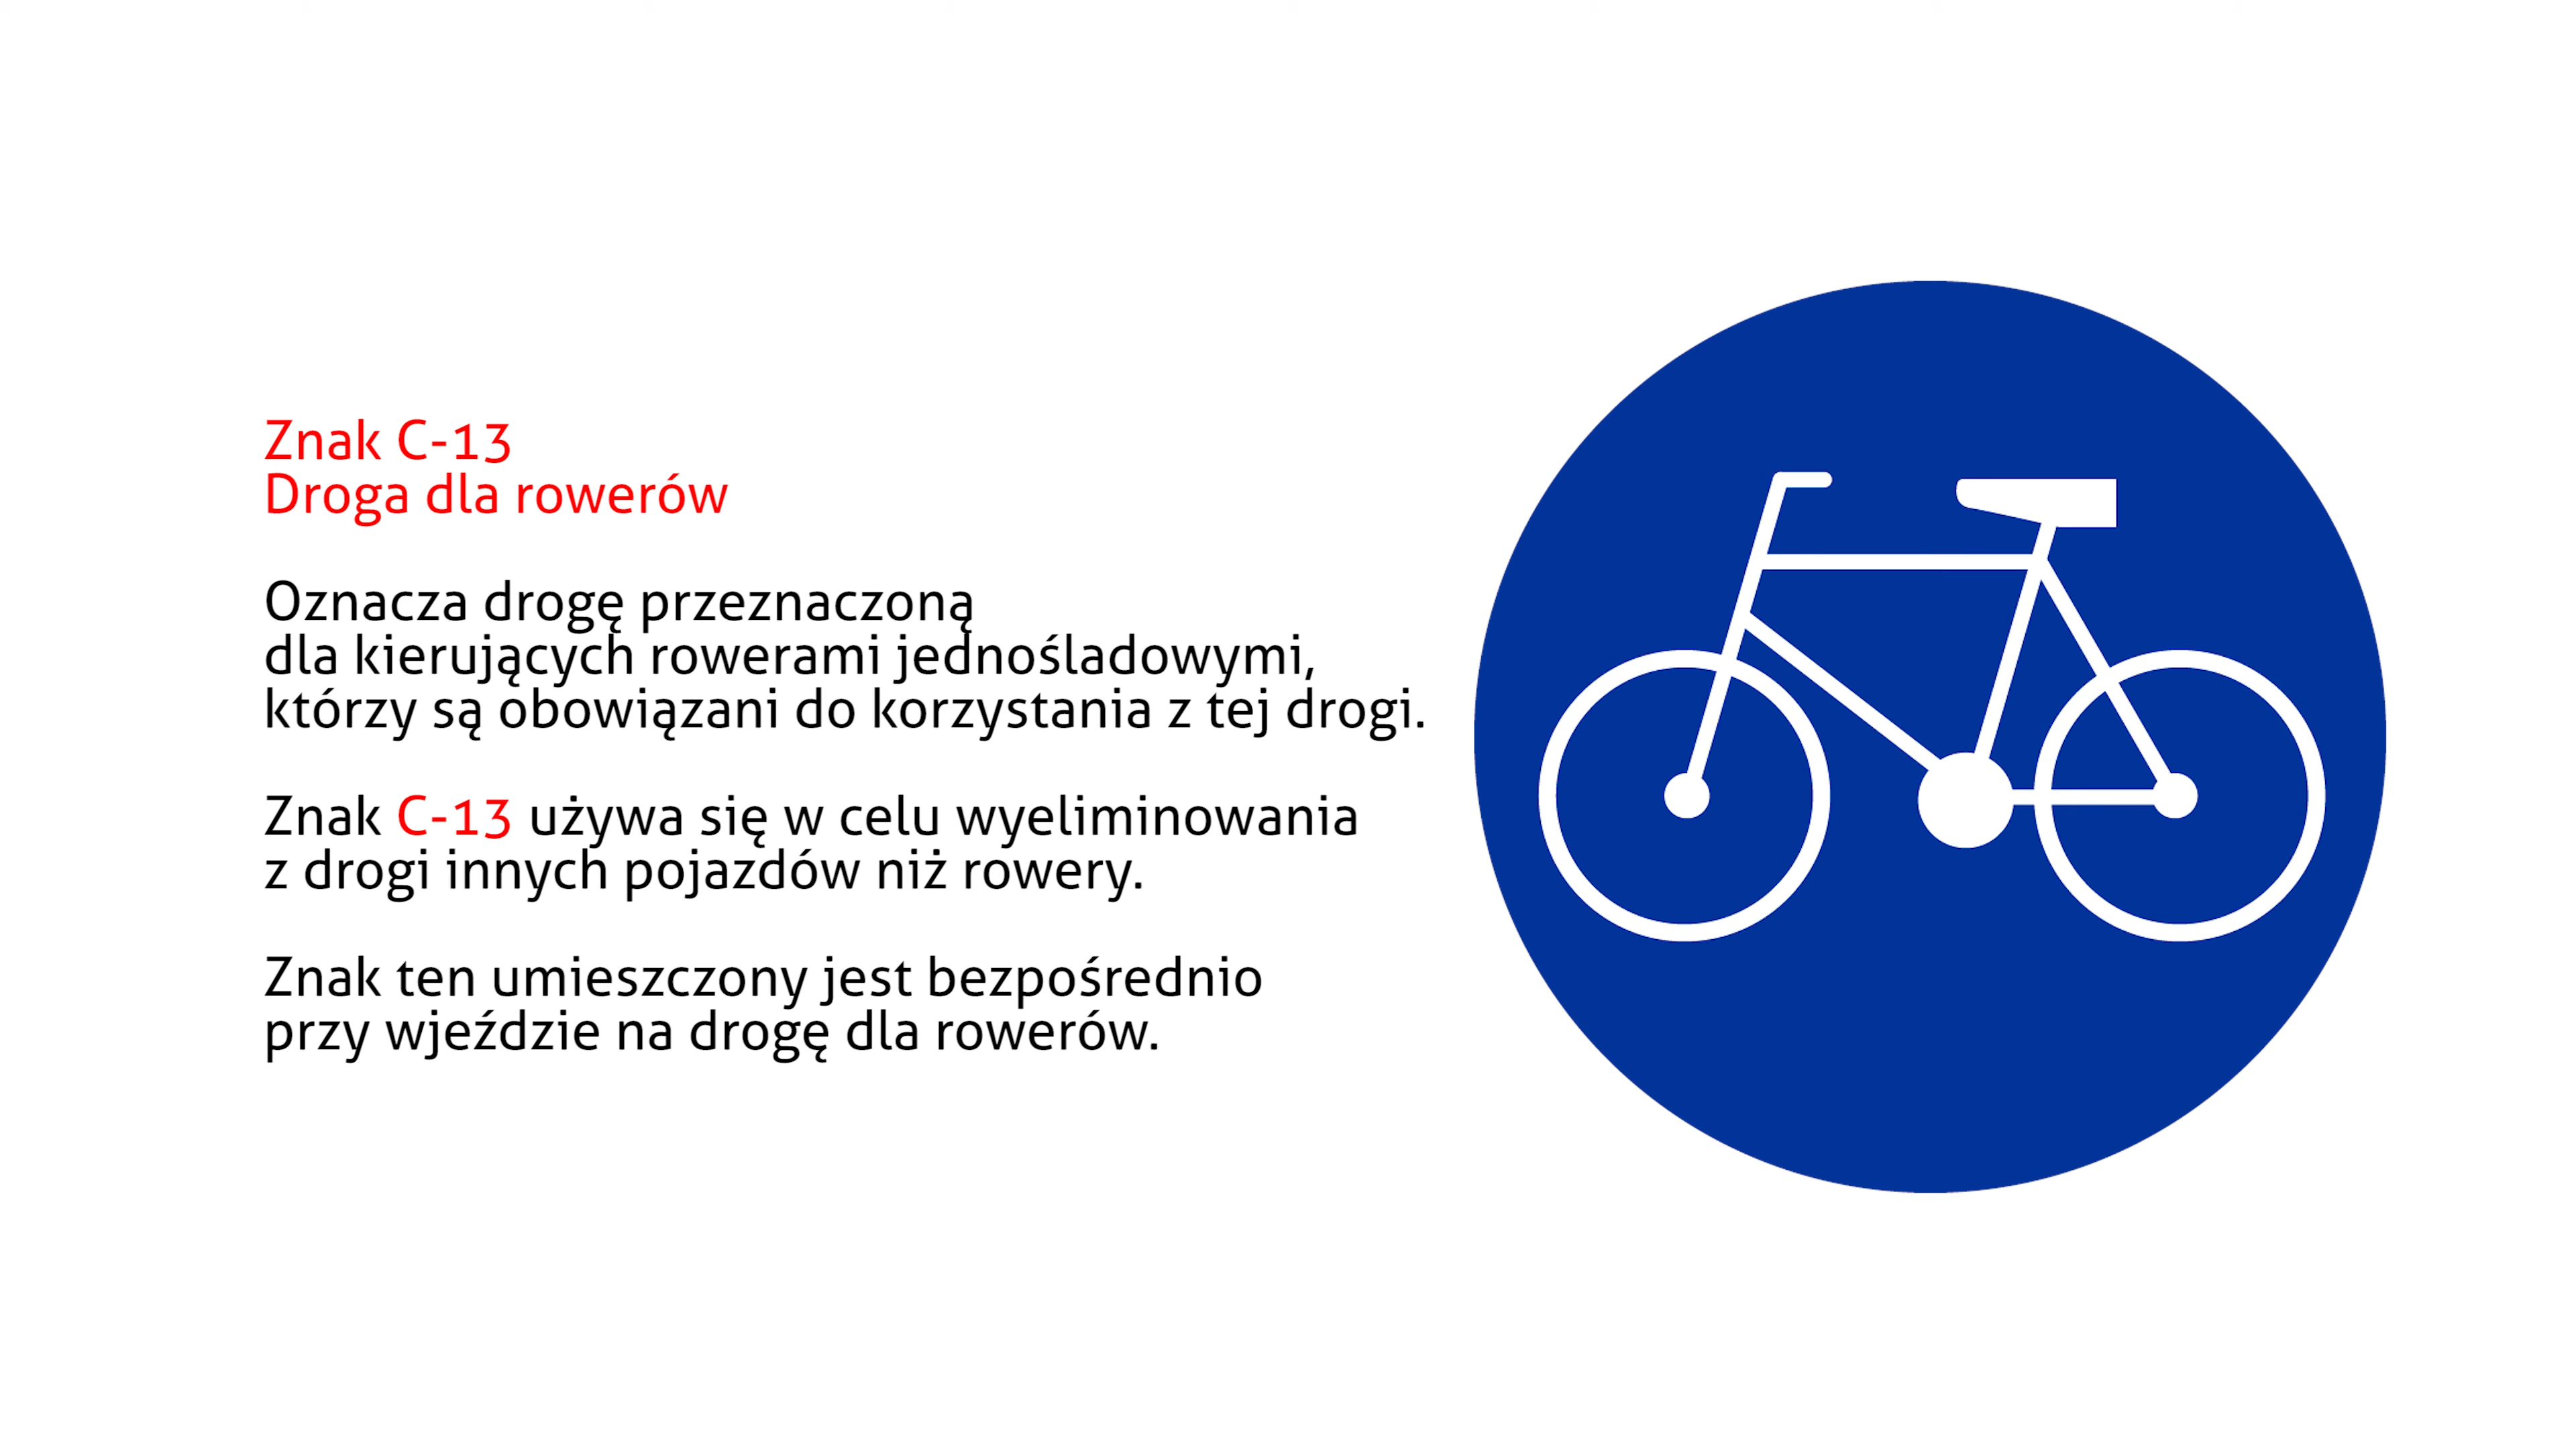 Znak C-13
Droga dla rowerów
Oznacza drogę przeznaczoną
dla kierujących rowerami jednośladowymi,
którzy są obowiązani do korzystania z tej drogi.
Znak C-13 używa się w celu wyeliminowania
z drogi innych pojazdów niż rowery.
Znak ten umieszczony jest bezpośrednio
przy wjeździe na drogę dla rowerów.